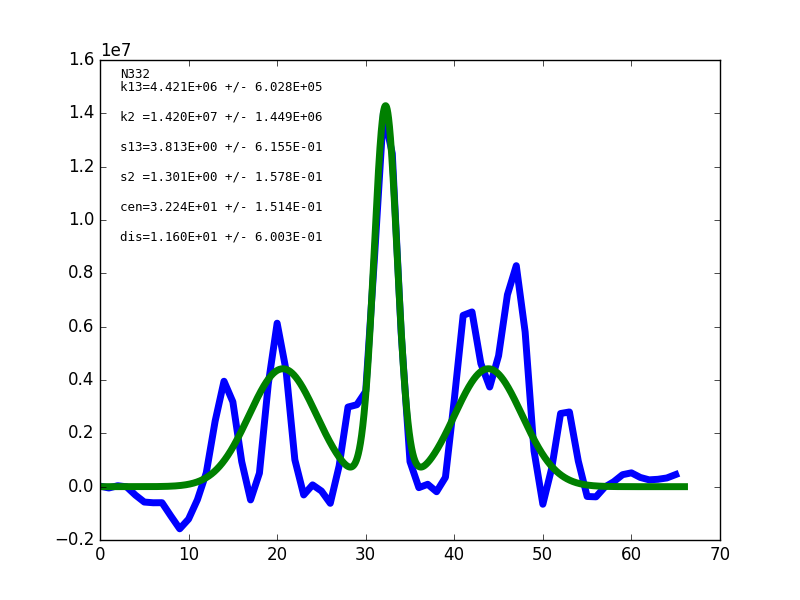 1e7
N332
k13=4.421E+06 +/- 6.028E+05
k2 =1.420E+07 +/- 1.449E+06
s13=3.813E+00 +/- 6.155E-01
s2 =1.301E+00 +/- 1.578E-01
cen=3.224E+01 +/- 1.514E-01
dis=1.160E+01 +/- 6.003E-01
1.6
1.4
1.2
1.0
0.8
0.6
0.4
0.2
0.0
−0.2
0 10 20 30 40 50 60 70